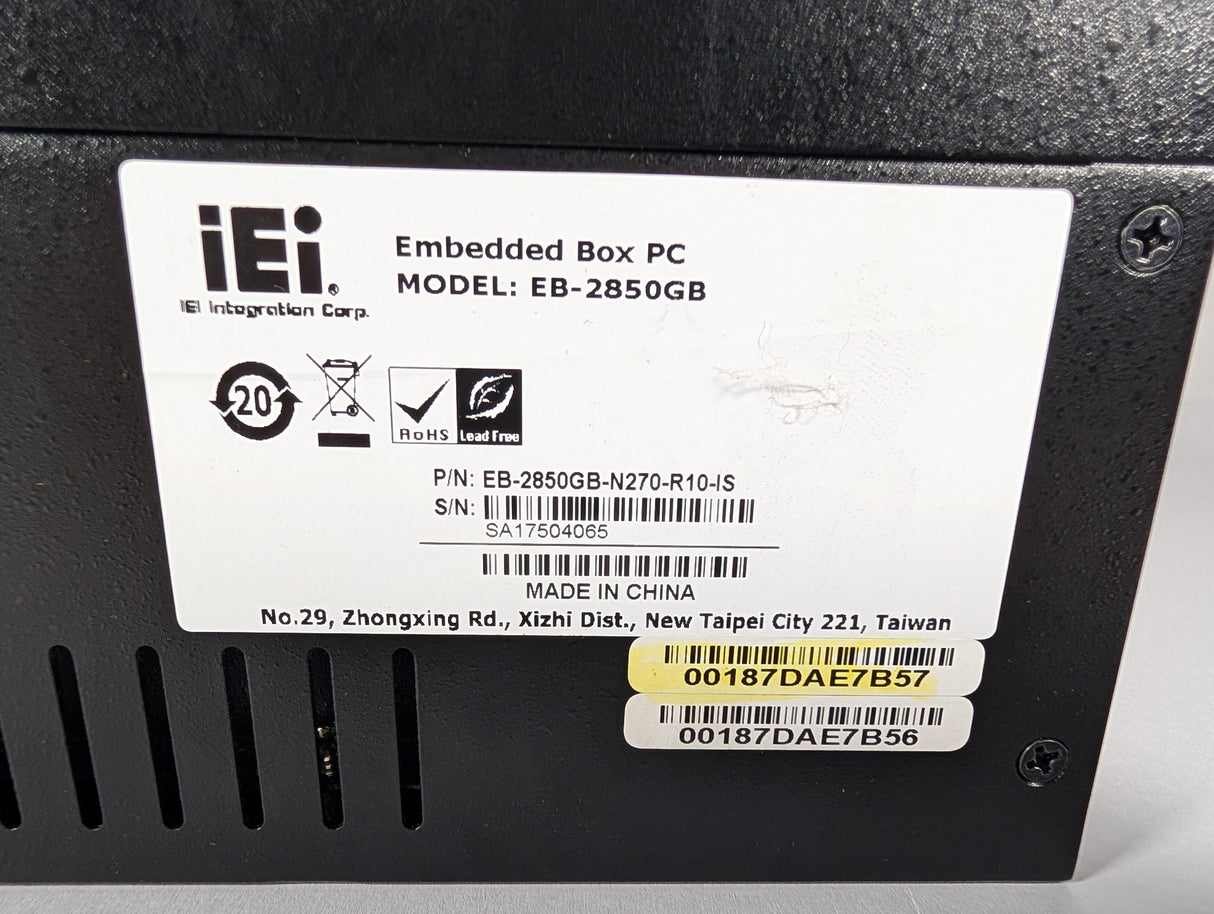 iEi®
IEI Integration Corp.
Embedded Box PC
MODEL: EB-2850GB
20
RoHS
Lead Free
P/N: EB-2850GB-N270-R10-IS
S/N:
SA17504065
MADE IN CHINA
No.29, Zhongxing Rd., Xizhi Dist., New Taipei City 221, Taiwan
00187DAE7B57
00187DAE7B56